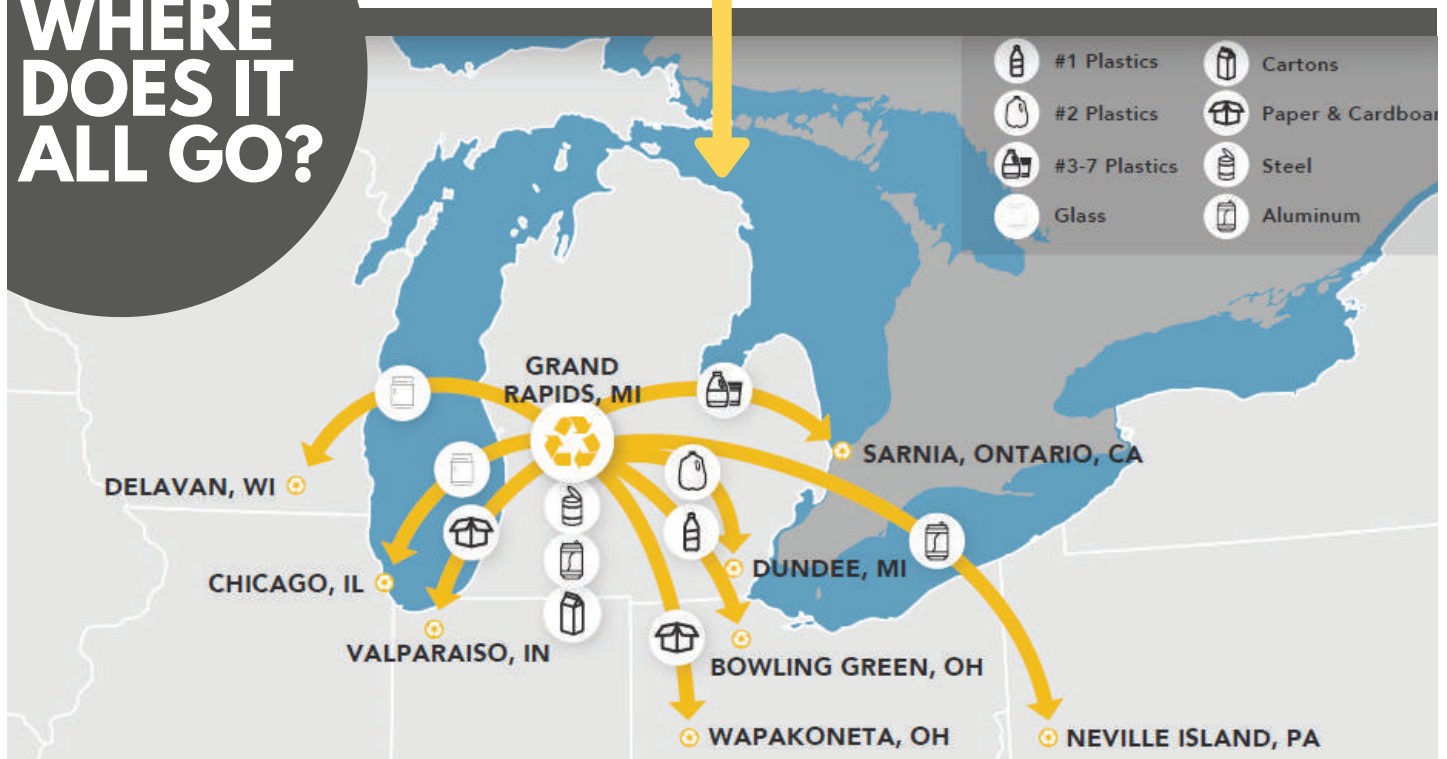 WHERE
DOES IT
ALL GO?
#1 Plastics
Cartons
#2 Plastics
Paper & Cardboar
#3-7 Plastics
Steel
Glass
Aluminum
GRAND
RAPIDS, MI
SARNIA, ONTARIO, CA
DELAVAN, WI
DUNDEE, MI
CHICAGO, IL
VALPARAISO, IN
BOWLING GREEN, OH
WAPAKONETA, OH
NEVILLE ISLAND, PA